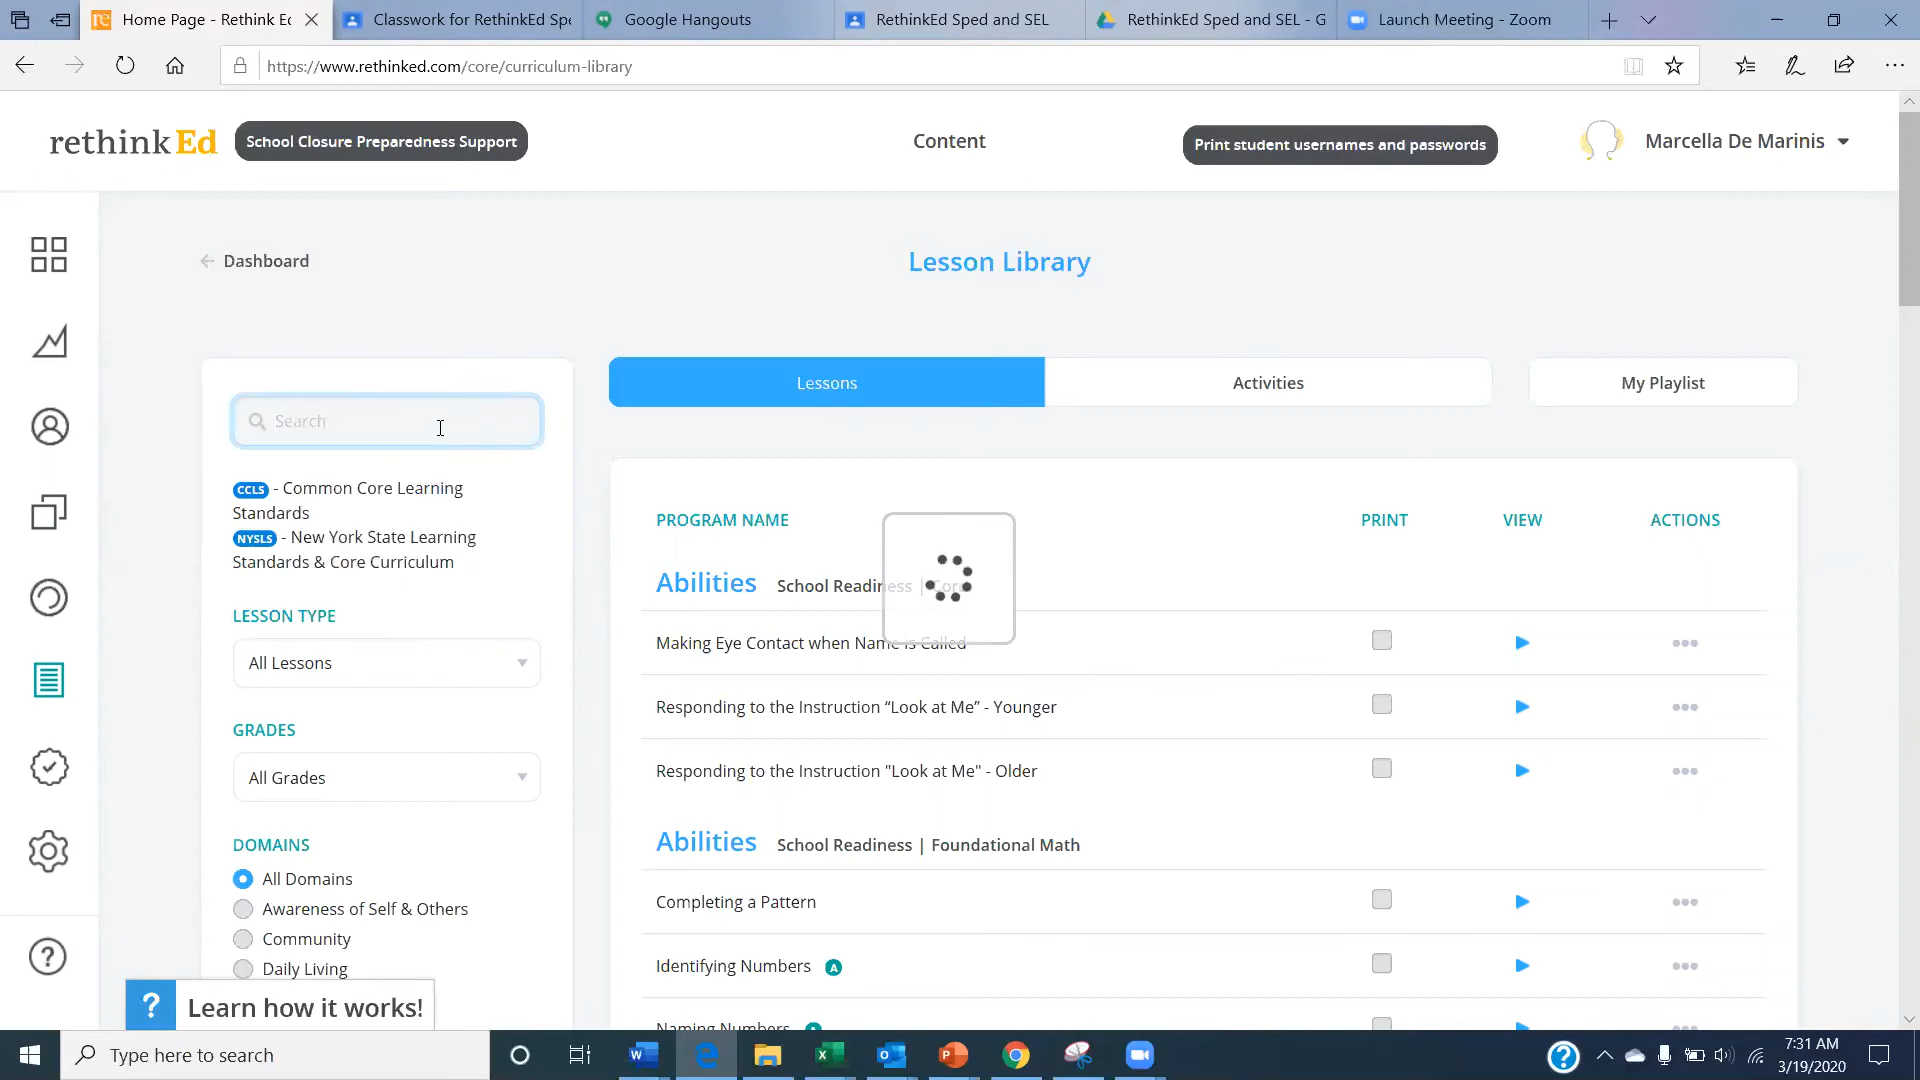 Home Page - Rethink Ec
Classwork for RethinkEd Spe
Google Hangouts
RethinkEd Sped and SEL
RethinkEd Sped and SEL - G
Launch Meeting - Zoom
https://www.rethinked.com/core/curriculum-library
rethinkEd
School Closure Preparedness Support
Content
Print student usernames and passwords
Marcella De Marinis
Dashboard
Lesson Library
Search
CCLS - Common Core Learning
Standards
NYSLS - New York State Learning
Standards & Core Curriculum
LESSON TYPE
All Lessons
GRADES
All Grades
DOMAINS
All Domains
Awareness of Self & Others
Community
Daily Living
Lessons
Activities
My Playlist
PROGRAM NAME
PRINT
VIEW
ACTIONS
Abilities School Readiness | Core
Making Eye Contact when Name is Called
Responding to the Instruction “Look at Me” - Younger
Responding to the Instruction "Look at Me" - Older
Abilities School Readiness | Foundational Math
Completing a Pattern
Identifying Numbers A
Naming Numbers A
? Learn how it works!
Type here to search
7:31 AM
3/19/2020